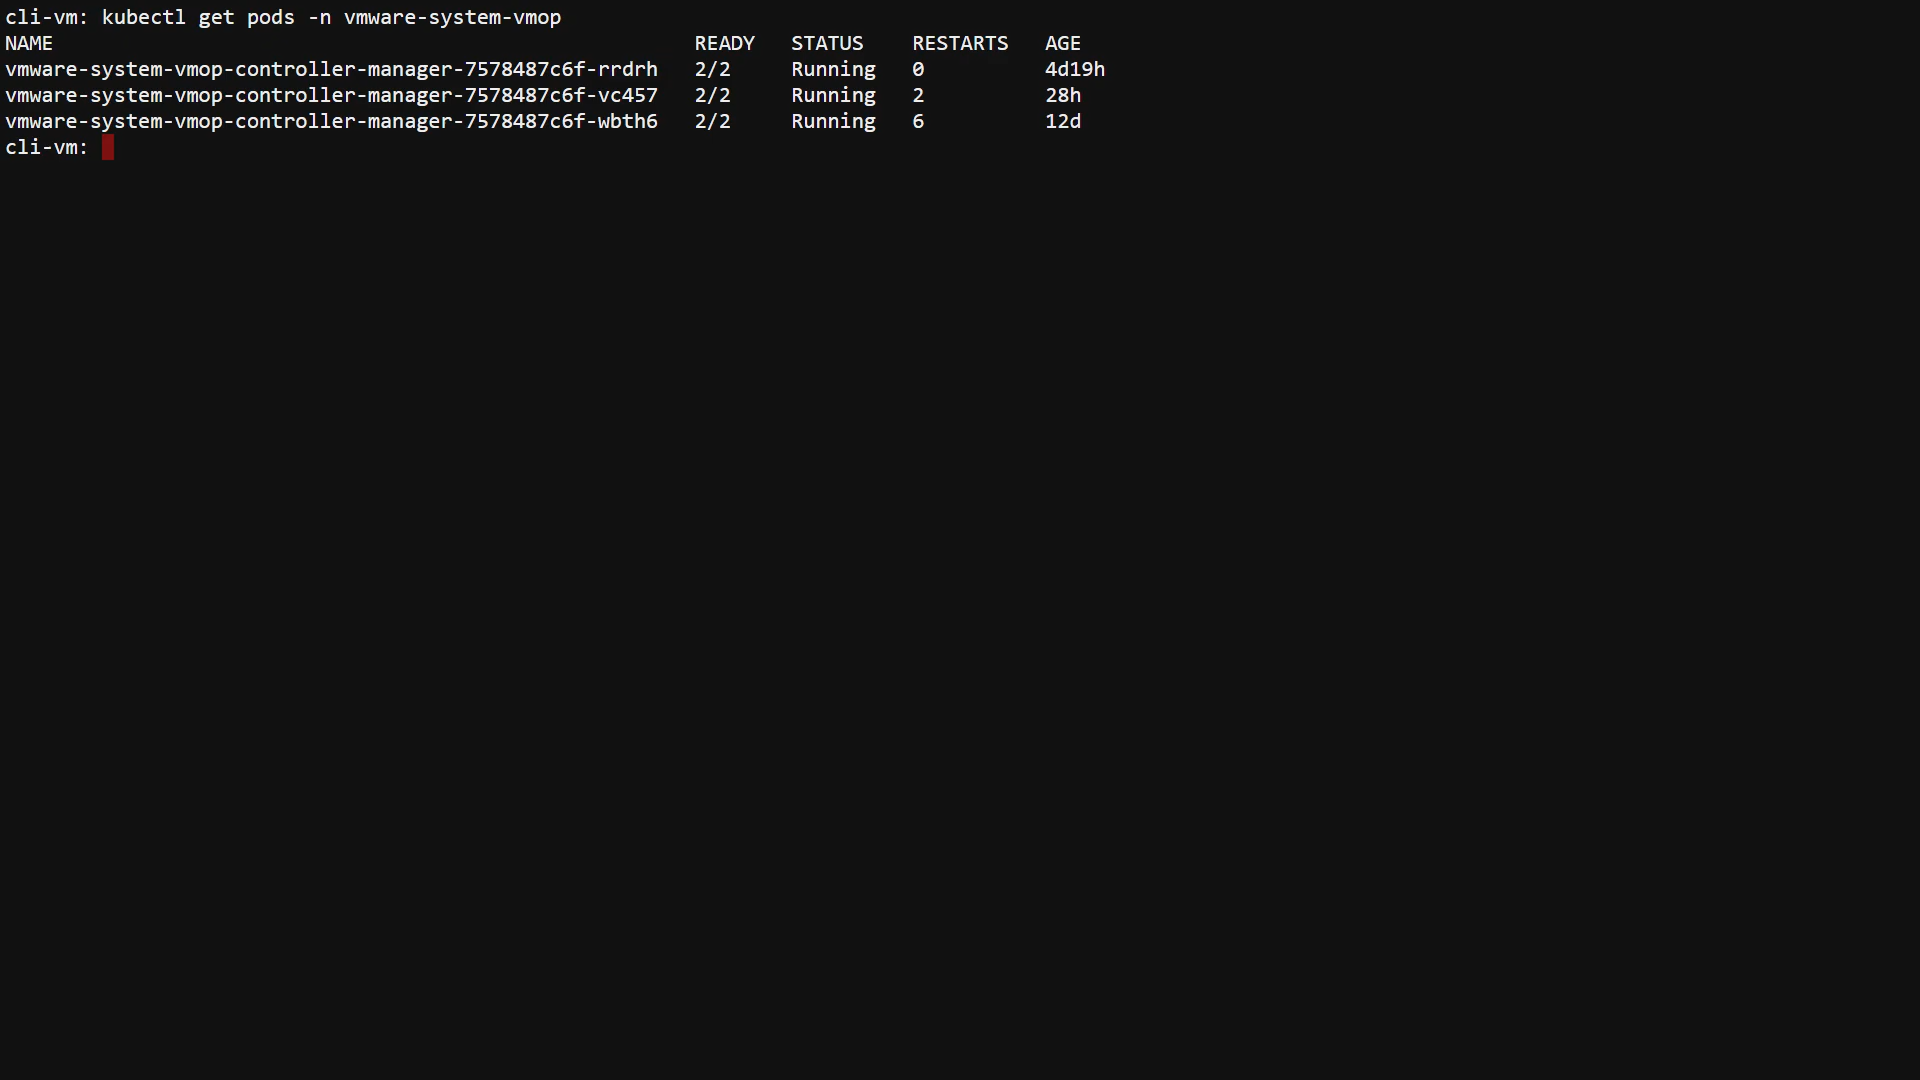 cli-vm: kubectl get pods -n vmware-system-vmop
NAME READY STATUS RESTARTS AGE
vmware-system-vmop-controller-manager-7578487c6f-rrdrh 2/2 Running 0 4d19h
vmware-system-vmop-controller-manager-7578487c6f-vc457 2/2 Running 2 28h
vmware-system-vmop-controller-manager-7578487c6f-wbth6 2/2 Running 6 12d
cli-vm: